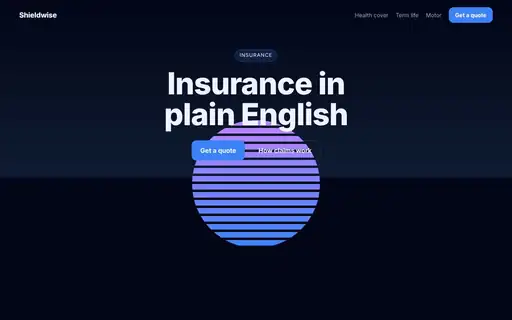 Shieldwise
Health cover
Term life
Motor
Get a quote
INSURANCE
Insurance in
plain English
Get a quote
How claims work